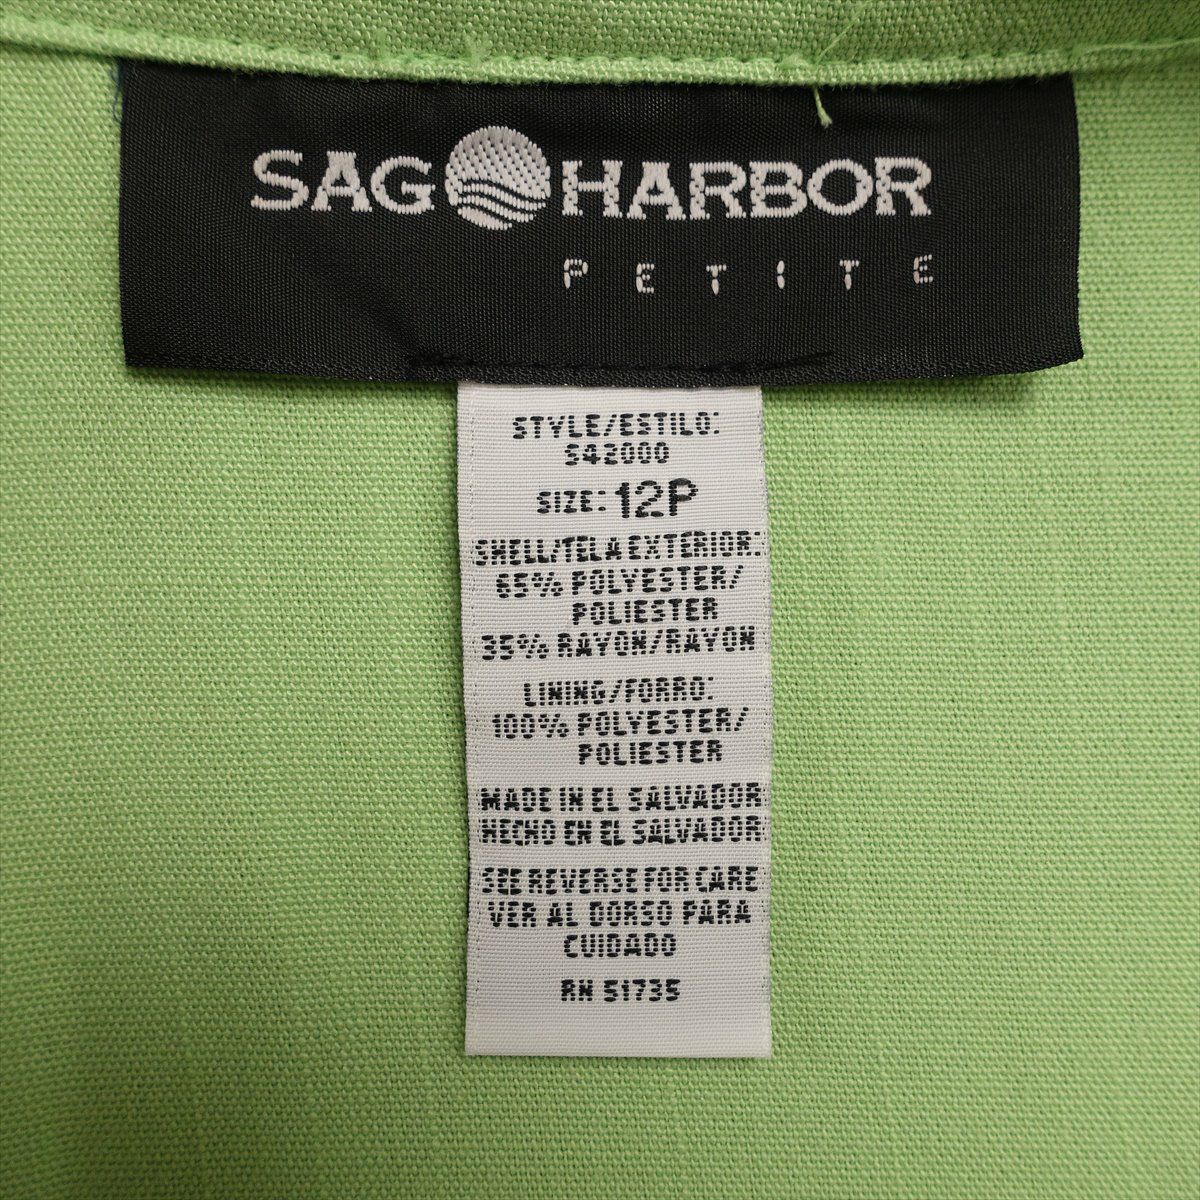 SAG HARBOR
PETITE
STYLE/ESTILO:
S42000
SIZE: 12P
SHELL/TELA EXTERIOR:
65% POLYESTER/
POLIESTER
35% RAYON/RAYON
LINING/FORRO:
100% POLYESTER/
POLIESTER
MADE IN EL SALVADOR
HECHO EN EL SALVADOR
SEE REVERSE FOR CARE
VER AL DORSO PARA
CUIDADO
RN 51735